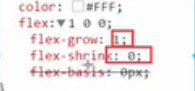 color: #FFF;
flex:▼1 0 0;
flex-grow: 1;
flex-shrink: 0;
flex-basis: 0px;
}